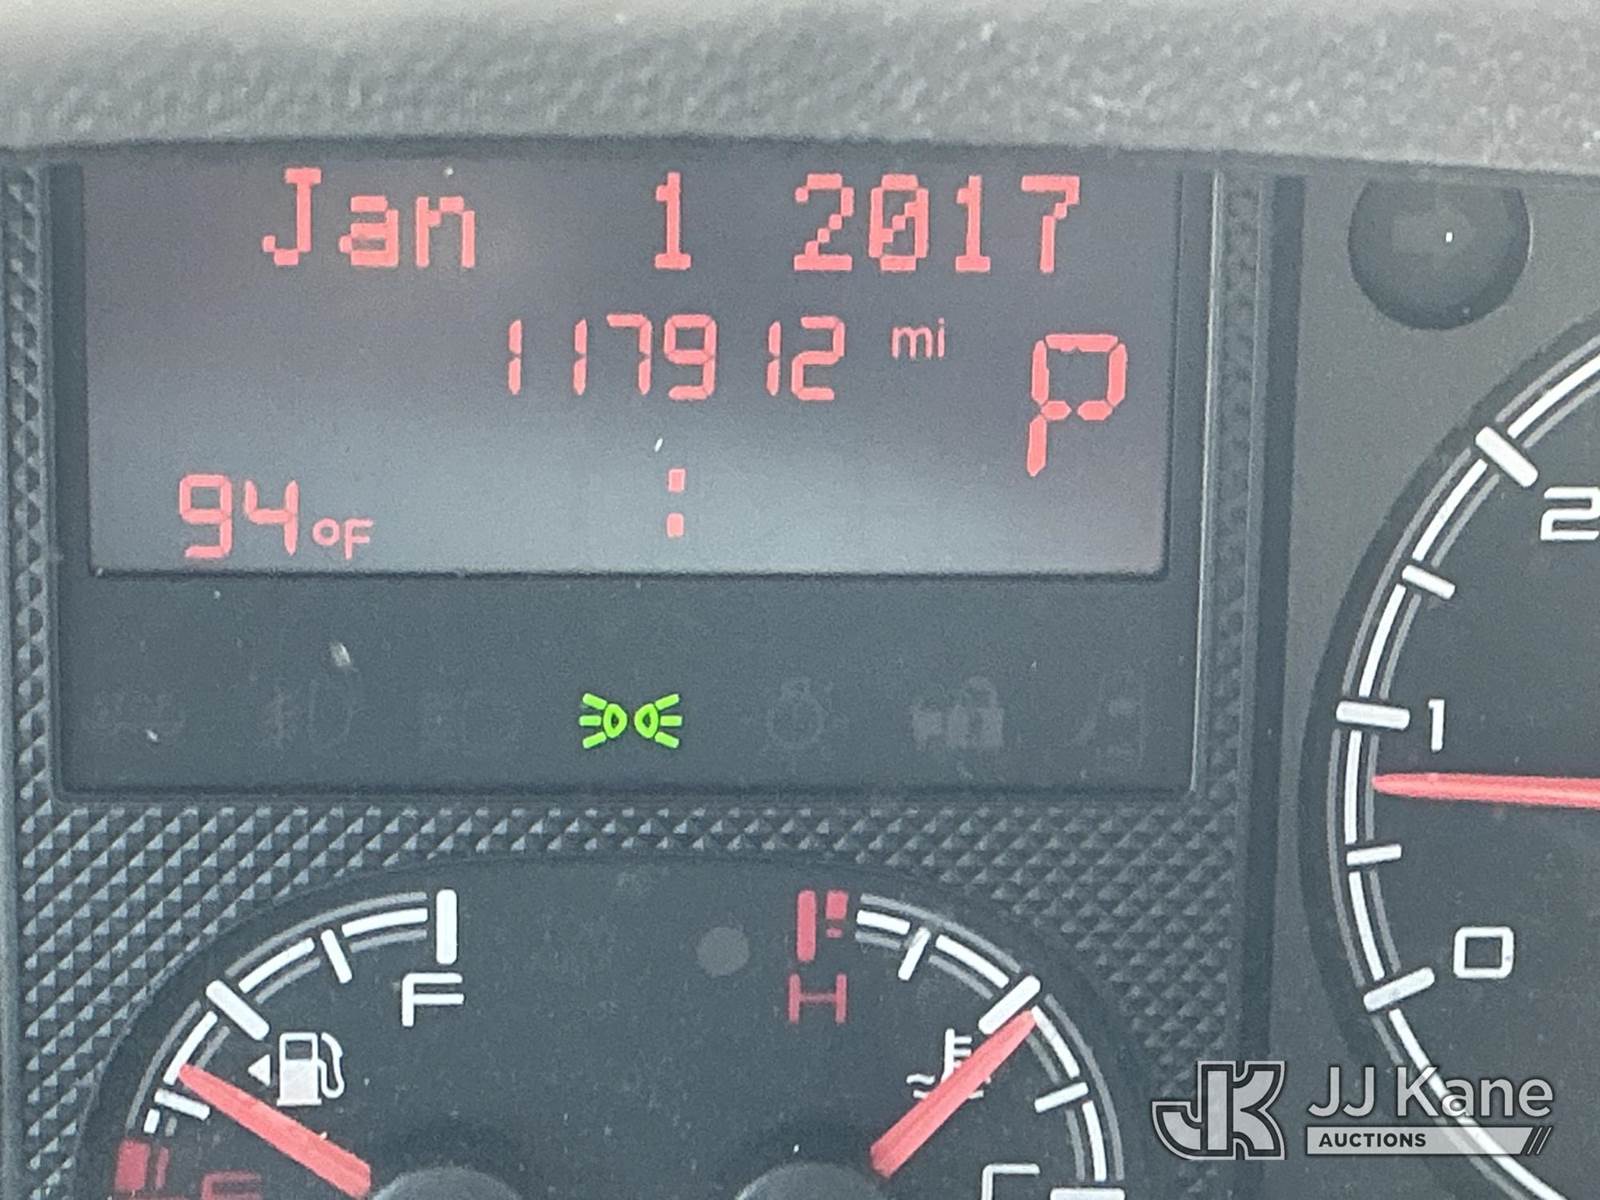 Jan 1 2017
117912 mi
P
94°F :
2
1
0
F
H
E
C
JK JJ Kane
AUCTIONS